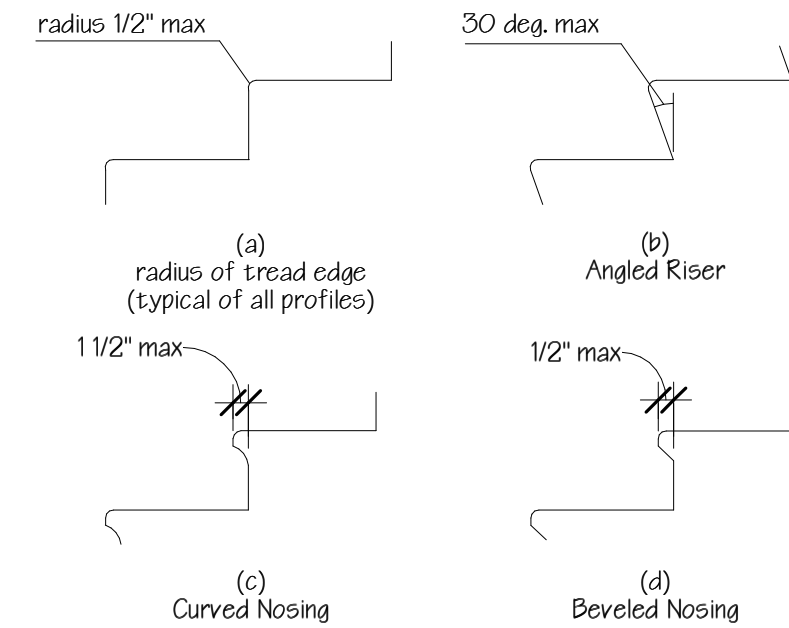 radius 1/2" max
30 deg. max
(a)
radius of tread edge
(typical of all profiles)
(b)
Angled Riser
1 1/2" max
1/2" max
(c)
Curved Nosing
(d)
Beveled Nosing